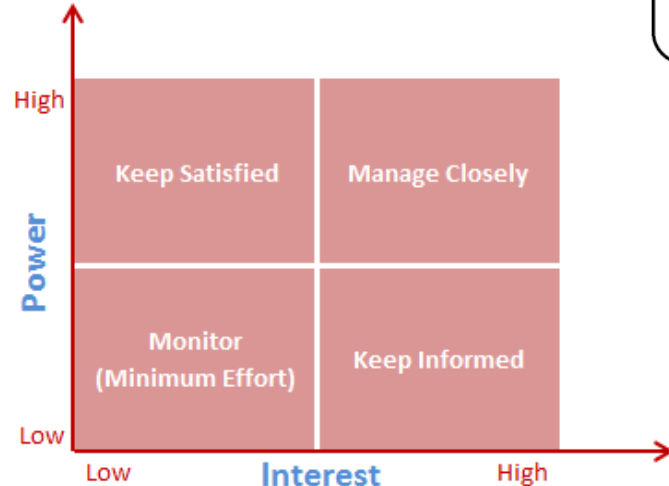 High
Keep Satisfied
Manage Closely
Power
Monitor
(Minimum Effort)
Keep Informed
Low
Low
Interest
High